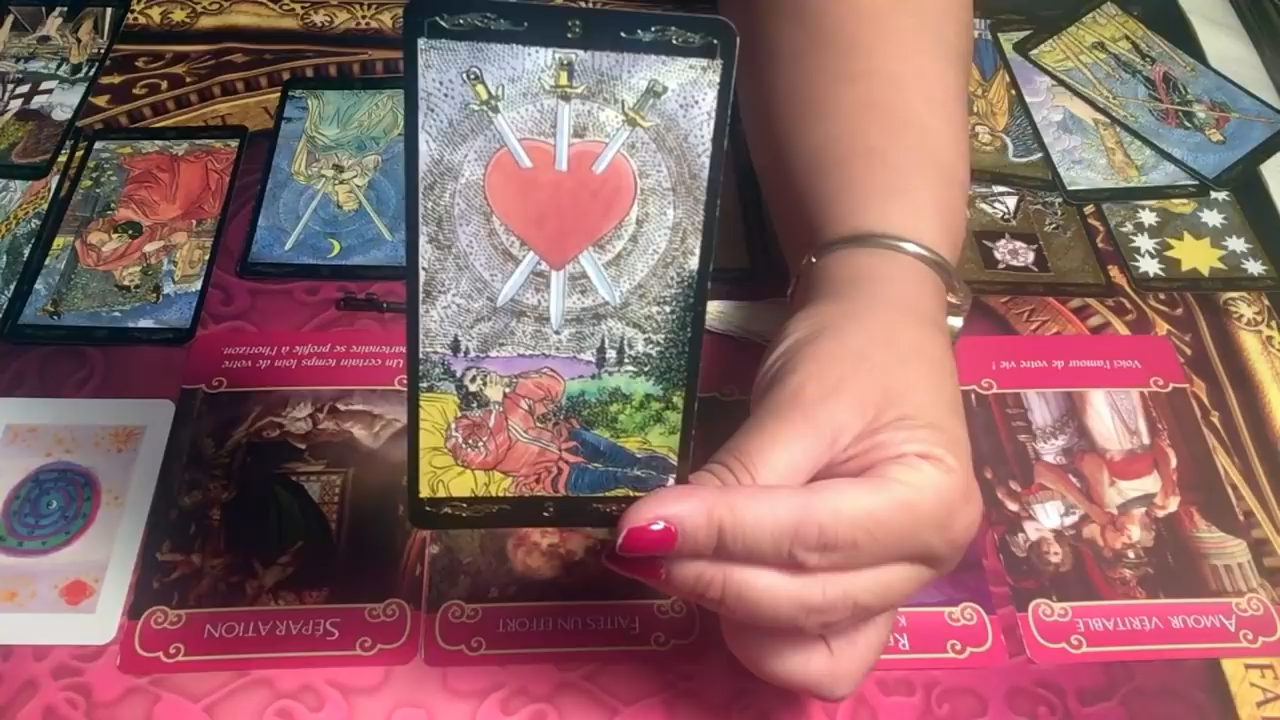 3
Un certain temps loin de votre
partenaire se profile à l'horizon.
Voici l'amour de votre vie !
SÉPARATION
FAITES UN EFFORT
AMOUR VÉRITABLE